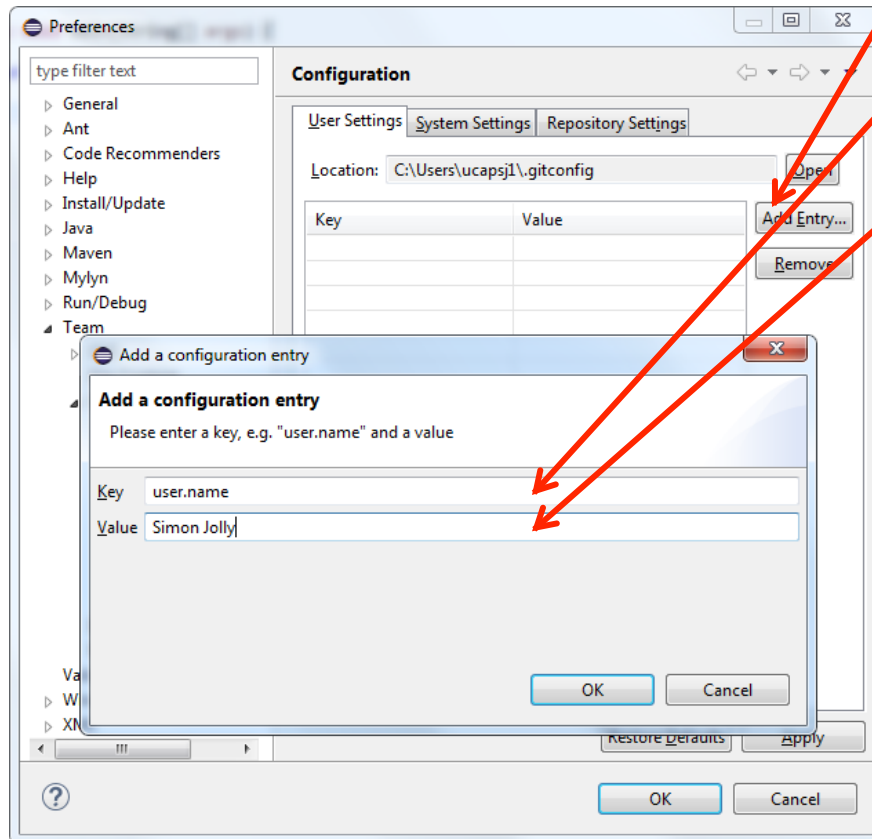 Preferences
type filter text
Configuration
General
Ant
Code Recommenders
Help
Install/Update
Java
Maven
Mylyn
Run/Debug
Team
User Settings
System Settings
Repository Settings
Location: C:\Users\ucapsj1\.gitconfig
Open
Key Value
Add Entry...
Remove
Add a configuration entry
Add a configuration entry
Please enter a key, e.g. "user.name" and a value
Key user.name
Value Simon Jolly
OK Cancel
Va
W
XM
Restore Defaults Apply
OK Cancel